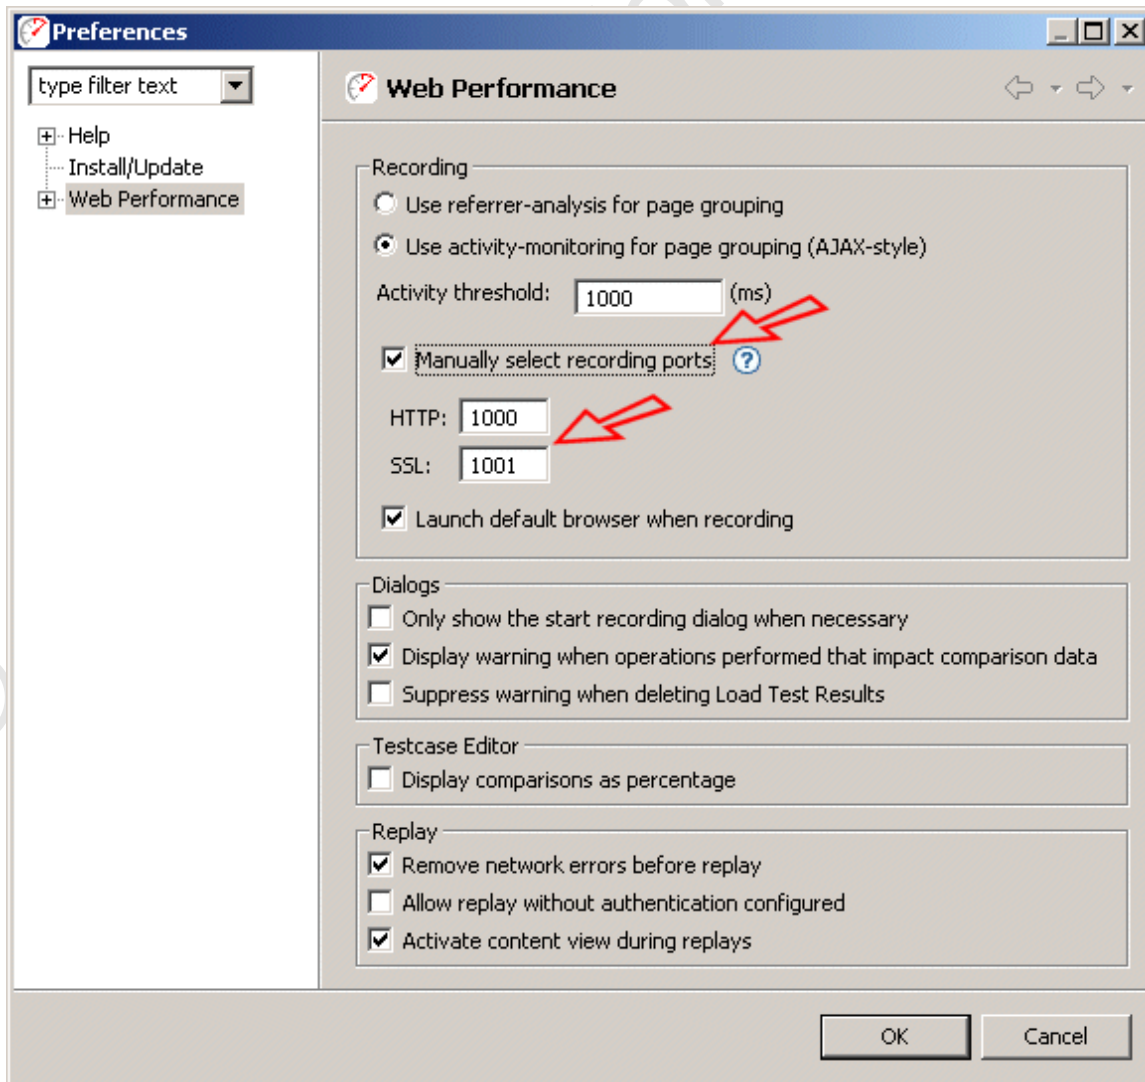 Preferences
type filter text
Help
Install/Update
Web Performance
Web Performance
Recording
Use referrer-analysis for page grouping
Use activity-monitoring for page grouping (AJAX-style)
Activity threshold: 1000 (ms)
Manually select recording ports ?
HTTP: 1000
SSL: 1001
Launch default browser when recording
Dialogs
Only show the start recording dialog when necessary
Display warning when operations performed that impact comparison data
Suppress warning when deleting Load Test Results
Testcase Editor
Display comparisons as percentage
Replay
Remove network errors before replay
Allow replay without authentication configured
Activate content view during replays
OK Cancel